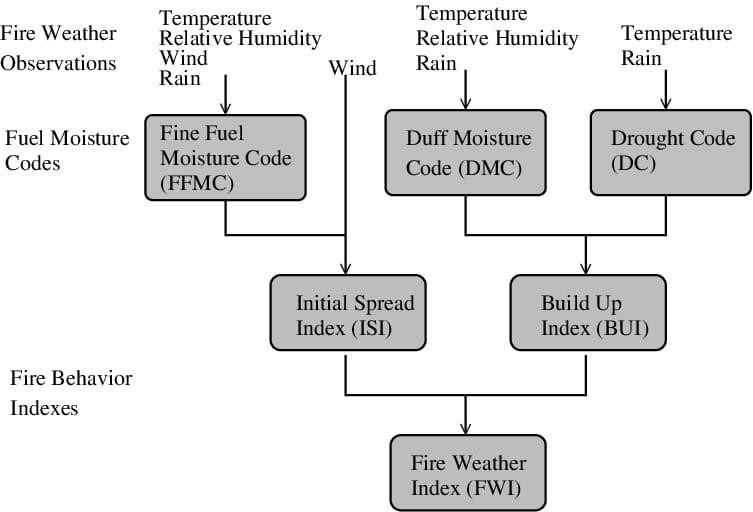 Fire Weather
Observations
Temperature
Relative Humidity
Wind
Rain
Wind
Temperature
Relative Humidity
Rain
Temperature
Rain
Fuel Moisture
Codes
Fine Fuel
Moisture Code
(FFMC)
Duff Moisture
Code (DMC)
Drought Code
(DC)
Initial Spread
Index (ISI)
Build Up
Index (BUI)
Fire Behavior
Indexes
Fire Weather
Index (FWI)